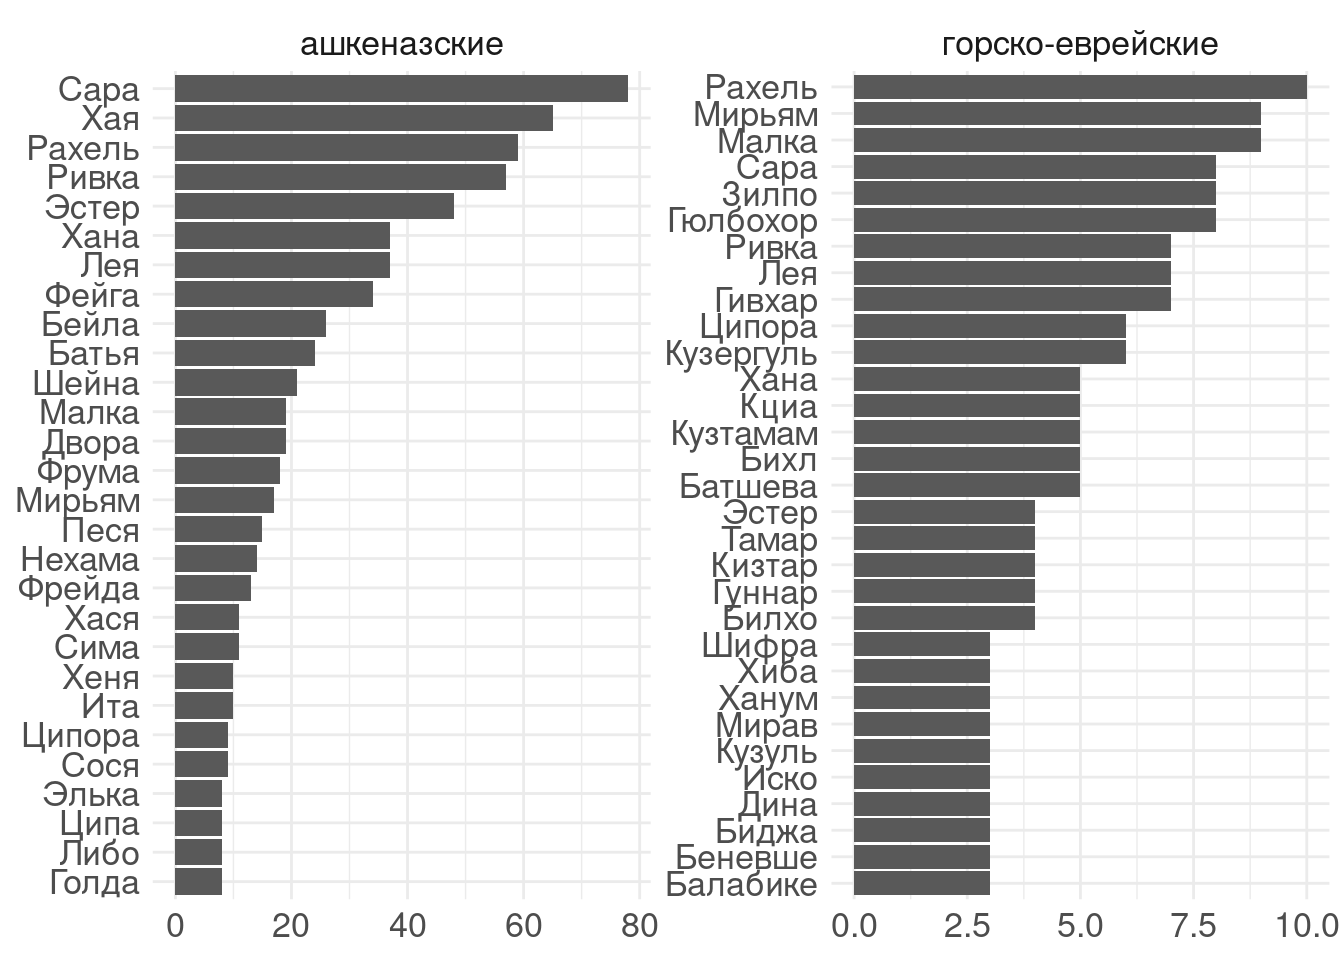 ашкеназские
Сара
Хая
Рахель
Ривка
Эстер
Хана
Лея
Фейга
Бейла
Батья
Шейна
Малка
Двора
Фрума
Мирьям
Песя
Нехама
Фрейда
Хася
Сима
Хеня
Ита
Ципора
Сося
Элька
Ципа
Либо
Голда
0 20 40 60 80
горско-еврейские
Рахель
Мирьям
Малка
Сара
Зилпо
Гюлбохор
Ривка
Лея
Гивхар
Ципора
Кузергуль
Хана
Кциа
Кузтамам
Бихл
Батшева
Эстер
Тамар
Кизтар
Гуннар
Билхо
Шифра
Хиба
Ханум
Мирав
Кузуль
Иско
Дина
Биджа
Беневше
Балабике
0.0 2.5 5.0 7.5 10.0